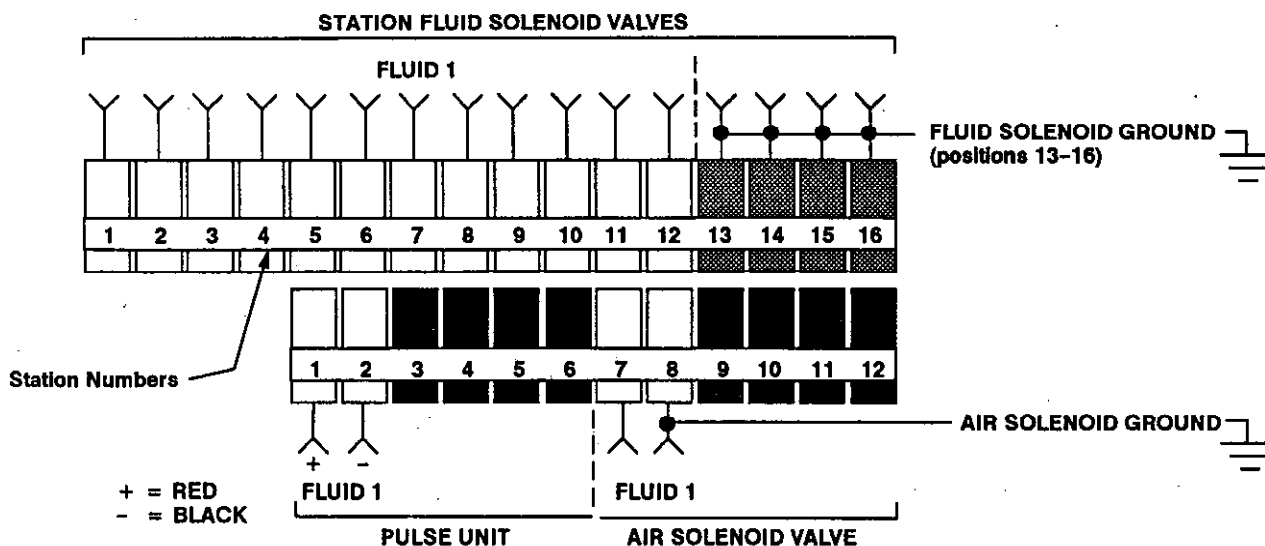 STATION FLUID SOLENOID VALVES
FLUID 1
FLUID SOLENOID GROUND
(positions 13–16)
1 2 3 4 5 6 7 8 9 10 11 12 13 14 15 16
Station Numbers
1 2 3 4 5 6 7 8 9 10 11 12
AIR SOLENOID GROUND
+ -
+ = RED
- = BLACK
FLUID 1 FLUID 1
PULSE UNIT AIR SOLENOID VALVE